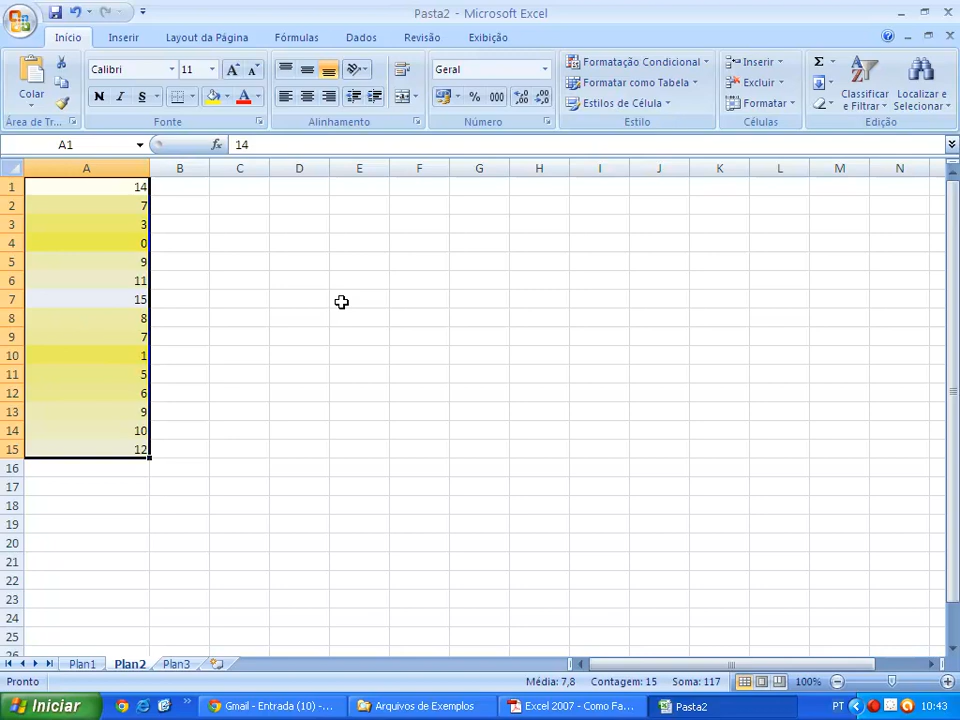 Pasta2 - Microsoft Excel
Início Inserir Layout da Página Fórmulas Dados Revisão Exibição
Colar
Área de Tr...
Calibri 11
N I S
Fonte
Alinhamento
Geral
% 000
Número
Formatação Condicional
Formatar como Tabela
Estilos de Célula
Estilo
Inserir
Excluir
Formatar
Células
Σ
Classificar e Filtrar
Localizar e Selecionar
Edição
A1 fx 14
A B C D E F G H I J K L M N
1 14
2 7
3 3
4 0
5 9
6 11
7 15
8 8
9 7
10 1
11 5
12 6
13 9
14 10
15 12
16
17
18
19
20
21
22
23
24
25
26
Plan1 Plan2 Plan3
Pronto Média: 7,8 Contagem: 15 Soma: 117 100%
Iniciar Gmail - Entrada (10) -... Arquivos de Exemplos Excel 2007 - Como Fa... Pasta2 PT 10:43